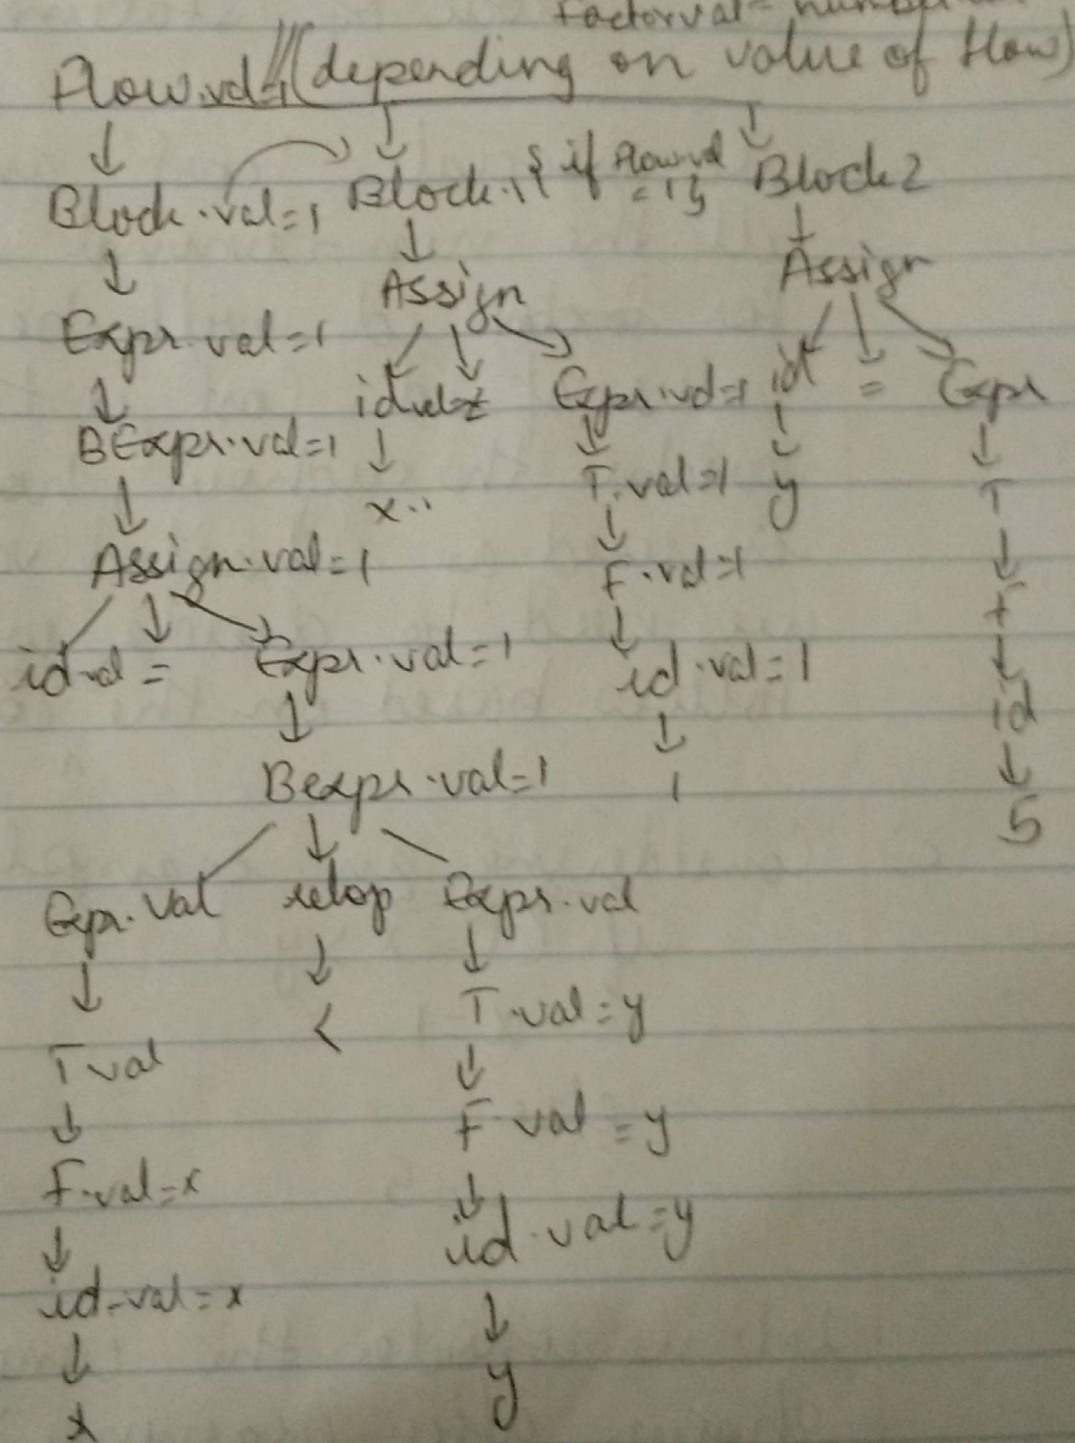 Factorval = number
Flow.val=1 (depending on value of flow)
↓ ↓ ↓
Block.val=1 Block.1 { if Flow.val =1} Block2
↓ ↓ ↓
Expr.val=1 Assign Assign
↓
BExpr.val=1 id.val = Expr.val=1 id = Expr
↓ ↓ ↓ ↓ ↓
x T.val=1 y T
Assign.val=1 ↓ ↓
F.val=1 F
↓ ↓
id.val = Expr.val=1 id.val=1 id
↓ ↓ ↓
Bexpr.val=1 1 5
Expr.val relop Expr.val
↓ ↓ ↓
T val < T.val=y
↓ ↓
F.val=x F.val=y
↓ ↓
id.val=x id.val=y
↓ ↓
x y